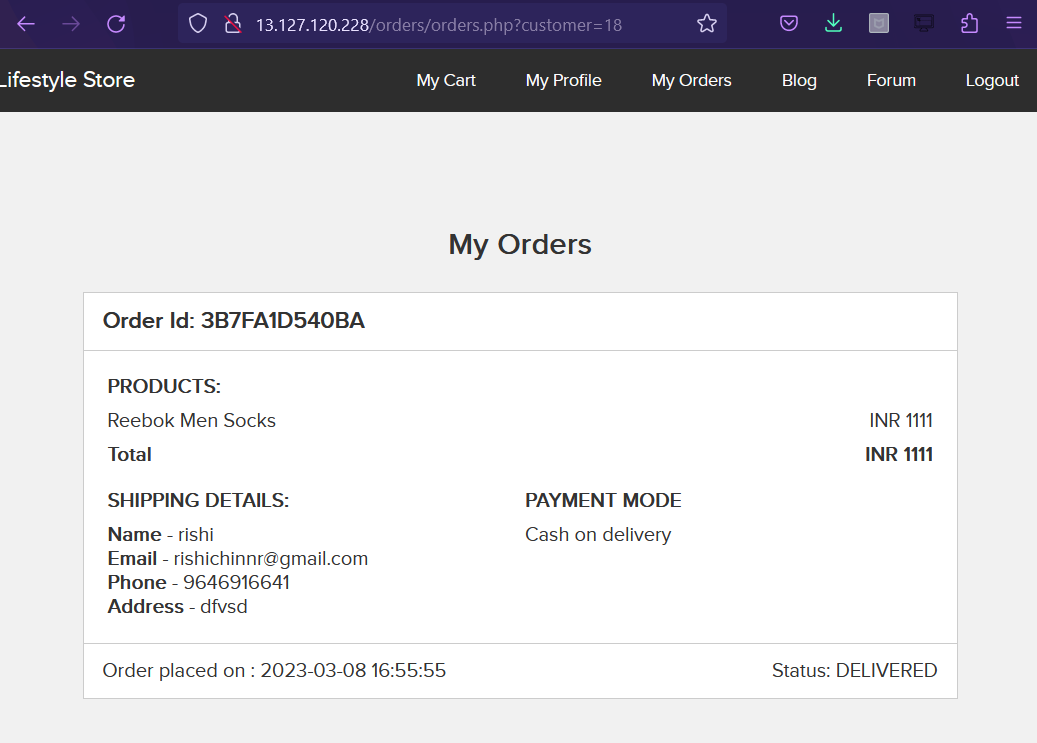 13.127.120.228/orders/orders.php?customer=18
Lifestyle Store My Cart My Profile My Orders Blog Forum Logout
My Orders
Order Id: 3B7FA1D540BA
PRODUCTS:
Reebok Men Socks INR 1111
Total INR 1111
SHIPPING DETAILS: PAYMENT MODE
Name - rishi Cash on delivery
Email - rishichinnr@gmail.com
Phone - 9646916641
Address - dfvsd
Order placed on : 2023-03-08 16:55:55 Status: DELIVERED